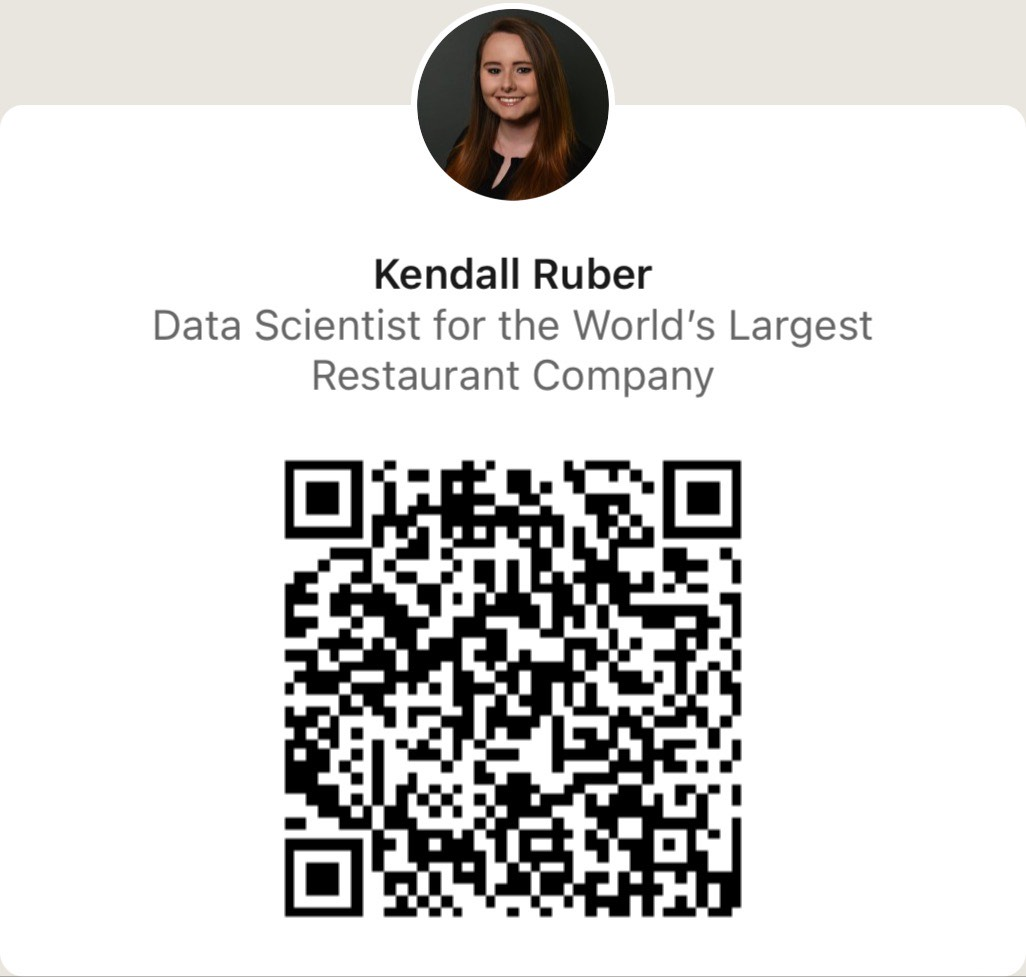 Kendall Ruber
Data Scientist for the World’s Largest
Restaurant Company